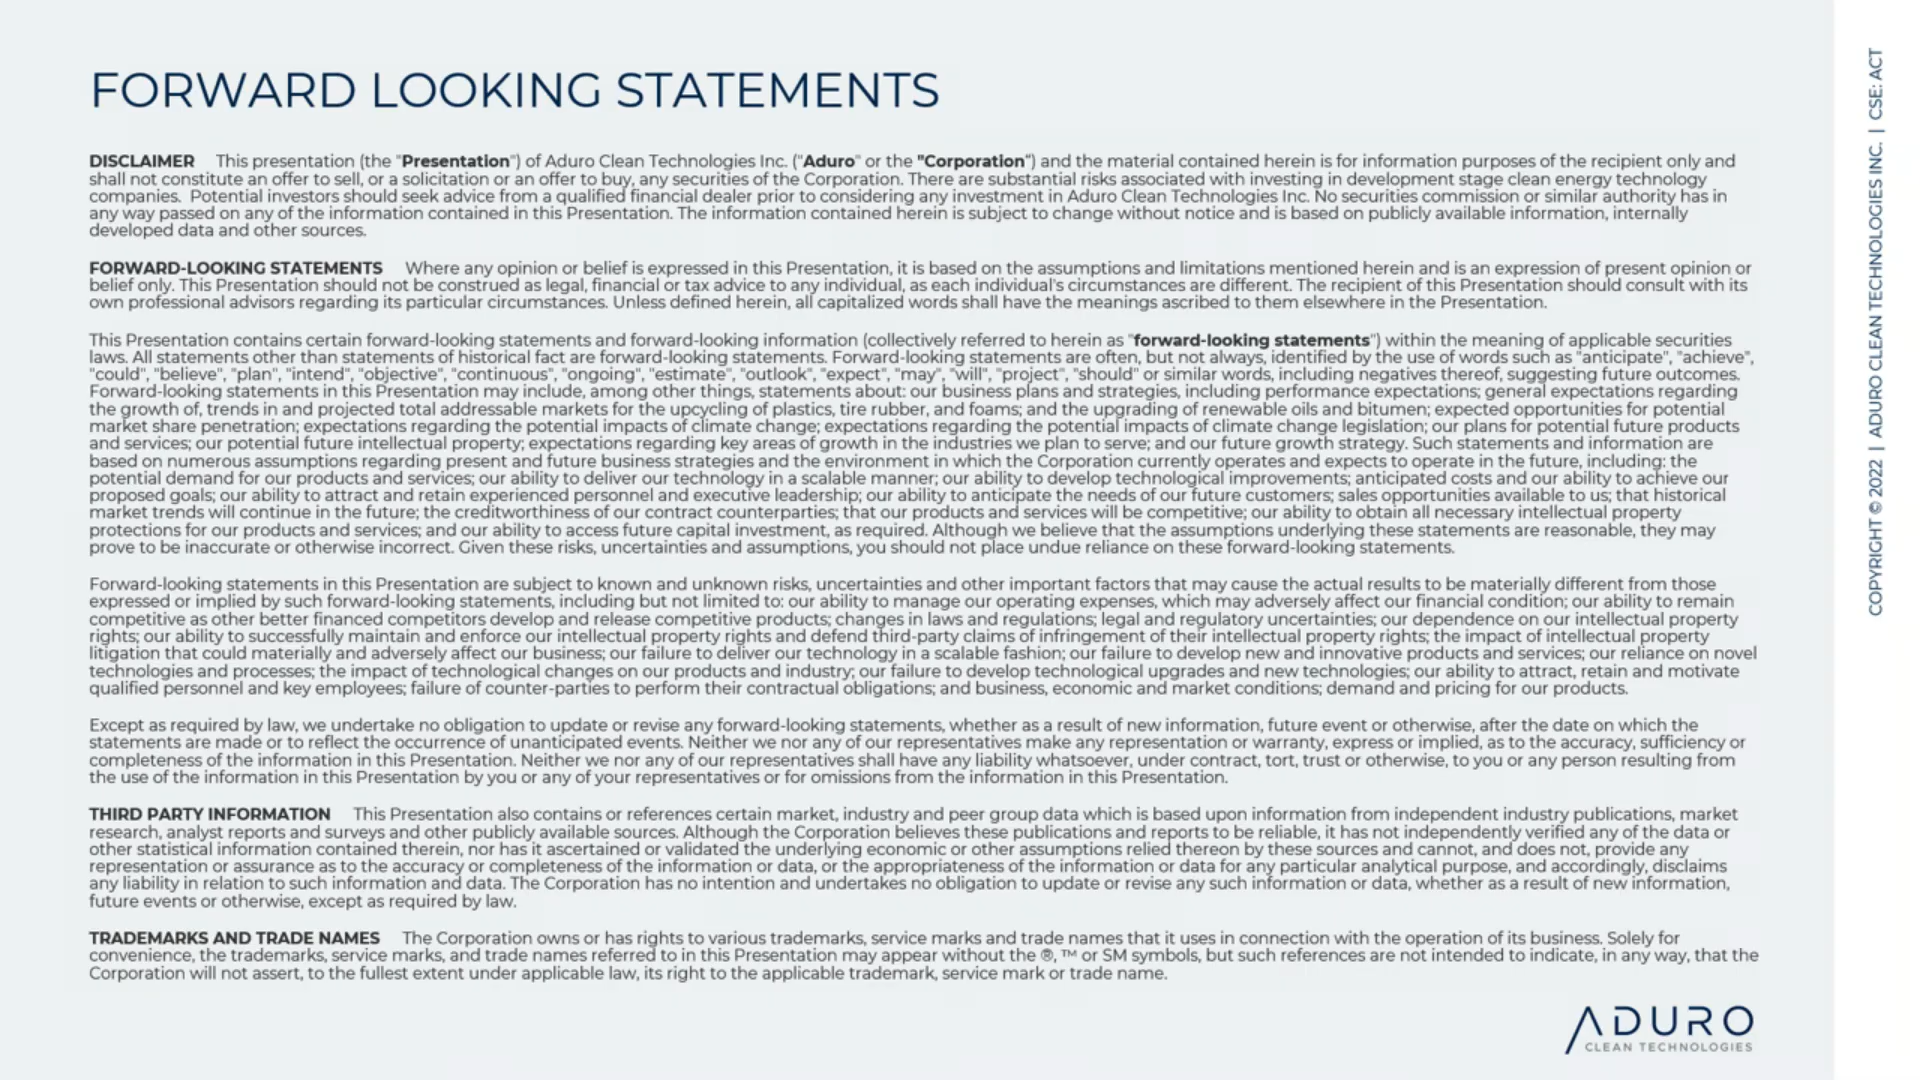 FORWARD LOOKING STATEMENTS
DISCLAIMER This presentation (the "Presentation") of Aduro Clean Technologies Inc. ("Aduro" or the "Corporation") and the material contained herein is for information purposes of the recipient only and
shall not constitute an offer to sell, or a solicitation or an offer to buy, any securities of the Corporation. There are substantial risks associated with investing in development stage clean energy technology
companies. Potential investors should seek advice from a qualified financial dealer prior to considering any investment in Aduro Clean Technologies Inc. No securities commission or similar authority has in
any way passed on any of the information contained in this Presentation. The information contained herein is subject to change without notice and is based on publicly available information, internally
developed data and other sources.
FORWARD-LOOKING STATEMENTS Where any opinion or belief is expressed in this Presentation, it is based on the assumptions and limitations mentioned herein and is an expression of present opinion or
belief only. This Presentation should not be construed as legal, financial or tax advice to any individual, as each individual's circumstances are different. The recipient of this Presentation should consult with its
own professional advisors regarding its particular circumstances. Unless defined herein, all capitalized words shall have the meanings ascribed to them elsewhere in the Presentation.
This Presentation contains certain forward-looking statements and forward-looking information (collectively referred to herein as "forward-looking statements") within the meaning of applicable securities
laws. All statements other than statements of historical fact are forward-looking statements. Forward-looking statements are often, but not always, identified by the use of words such as "anticipate", "achieve",
"could", "believe", "plan", "intend", "objective", "continuous", "ongoing", "estimate", "outlook", "expect", "may", "will", "project", "should" or similar words, including negatives thereof, suggesting future outcomes.
Forward-looking statements in this Presentation may include, among other things, statements about: our business plans and strategies, including performance expectations; general expectations regarding
the growth of, trends in and projected total addressable markets for the upcycling of plastics, tire rubber, and foams; and the upgrading of renewable oils and bitumen; expected opportunities for potential
market share penetration; expectations regarding the potential impacts of climate change; expectations regarding the potential impacts of climate change legislation; our plans for potential future products
and services; our potential future intellectual property; expectations regarding key areas of growth in the industries we plan to serve; and our future growth strategy. Such statements and information are
based on numerous assumptions regarding present and future business strategies and the environment in which the Corporation currently operates and expects to operate in the future, including: the
potential demand for our products and services; our ability to deliver our technology in a scalable manner; our ability to develop technological improvements; anticipated costs and our ability to achieve our
proposed goals; our ability to attract and retain experienced personnel and executive leadership; our ability to anticipate the needs of our future customers; sales opportunities available to us; that historical
market trends will continue in the future; the creditworthiness of our contract counterparties; that our products and services will be competitive; our ability to obtain all necessary intellectual property
protections for our products and services; and our ability to access future capital investment, as required. Although we believe that the assumptions underlying these statements are reasonable, they may
prove to be inaccurate or otherwise incorrect. Given these risks, uncertainties and assumptions, you should not place undue reliance on these forward-looking statements.
Forward-looking statements in this Presentation are subject to known and unknown risks, uncertainties and other important factors that may cause the actual results to be materially different from those
expressed or implied by such forward-looking statements, including but not limited to: our ability to manage our operating expenses, which may adversely affect our financial condition; our ability to remain
competitive as other better financed competitors develop and release competitive products; changes in laws and regulations; legal and regulatory uncertainties; our dependence on our intellectual property
rights; our ability to successfully maintain and enforce our intellectual property rights and defend third-party claims of infringement of their intellectual property rights; the impact of intellectual property
litigation that could materially and adversely affect our business; our failure to deliver our technology in a scalable fashion; our failure to develop new and innovative products and services; our reliance on novel
technologies and processes; the impact of technological changes on our products and industry; our failure to develop technological upgrades and new technologies; our ability to attract, retain and motivate
qualified personnel and key employees; failure of counter-parties to perform their contractual obligations; and business, economic and market conditions; demand and pricing for our products.
Except as required by law, we undertake no obligation to update or revise any forward-looking statements, whether as a result of new information, future event or otherwise, after the date on which the
statements are made or to reflect the occurrence of unanticipated events. Neither we nor any of our representatives make any representation or warranty, express or implied, as to the accuracy, sufficiency or
completeness of the information in this Presentation. Neither we nor any of our representatives shall have any liability whatsoever, under contract, tort, trust or otherwise, to you or any person resulting from
the use of the information in this Presentation by you or any of your representatives or for omissions from the information in this Presentation.
THIRD PARTY INFORMATION This Presentation also contains or references certain market, industry and peer group data which is based upon information from independent industry publications, market
research, analyst reports and surveys and other publicly available sources. Although the Corporation believes these publications and reports to be reliable, it has not independently verified any of the data or
other statistical information contained therein, nor has it ascertained or validated the underlying economic or other assumptions relied thereon by these sources and cannot, and does not, provide any
representation or assurance as to the accuracy or completeness of the information or data, or the appropriateness of the information or data for any particular analytical purpose, and accordingly, disclaims
any liability in relation to such information and data. The Corporation has no intention and undertakes no obligation to update or revise any such information or data, whether as a result of new information,
future events or otherwise, except as required by law.
TRADEMARKS AND TRADE NAMES The Corporation owns or has rights to various trademarks, service marks and trade names that it uses in connection with the operation of its business. Solely for
convenience, the trademarks, service marks, and trade names referred to in this Presentation may appear without the ®, ™ or SM symbols, but such references are not intended to indicate, in any way, that the
Corporation will not assert, to the fullest extent under applicable law, its right to the applicable trademark, service mark or trade name.
ADURO
CLEAN TECHNOLOGIES
COPYRIGHT © 2022 | ADURO CLEAN TECHNOLOGIES INC. | CSE: ACT